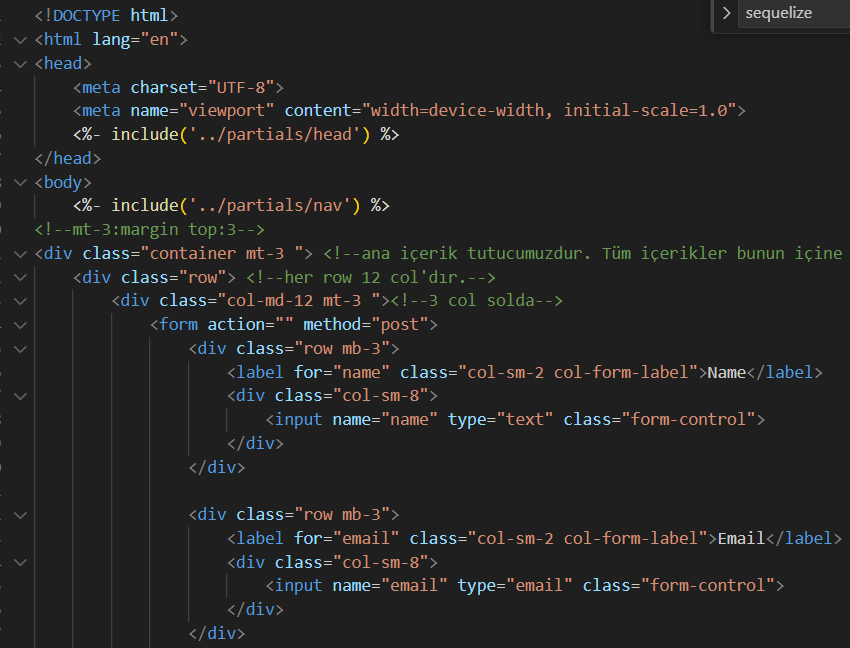 sequelize
<!DOCTYPE html>
<html lang="en">
<head>
<meta charset="UTF-8">
<meta name="viewport" content="width=device-width, initial-scale=1.0">
<%- include('../partials/head') %>
</head>
<body>
<%- include('../partials/nav') %>
<!--mt-3:margin top:3-->
<div class="container mt-3 "> <!--ana içerik tutucumuzdur. Tüm içerikler bunun içine
<div class="row"> <!--her row 12 col'dır.-->
<div class="col-md-12 mt-3 "><!--3 col solda-->
<form action="" method="post">
<div class="row mb-3">
<label for="name" class="col-sm-2 col-form-label">Name</label>
<div class="col-sm-8">
<input name="name" type="text" class="form-control">
</div>
</div>
<div class="row mb-3">
<label for="email" class="col-sm-2 col-form-label">Email</label>
<div class="col-sm-8">
<input name="email" type="email" class="form-control">
</div>
</div>